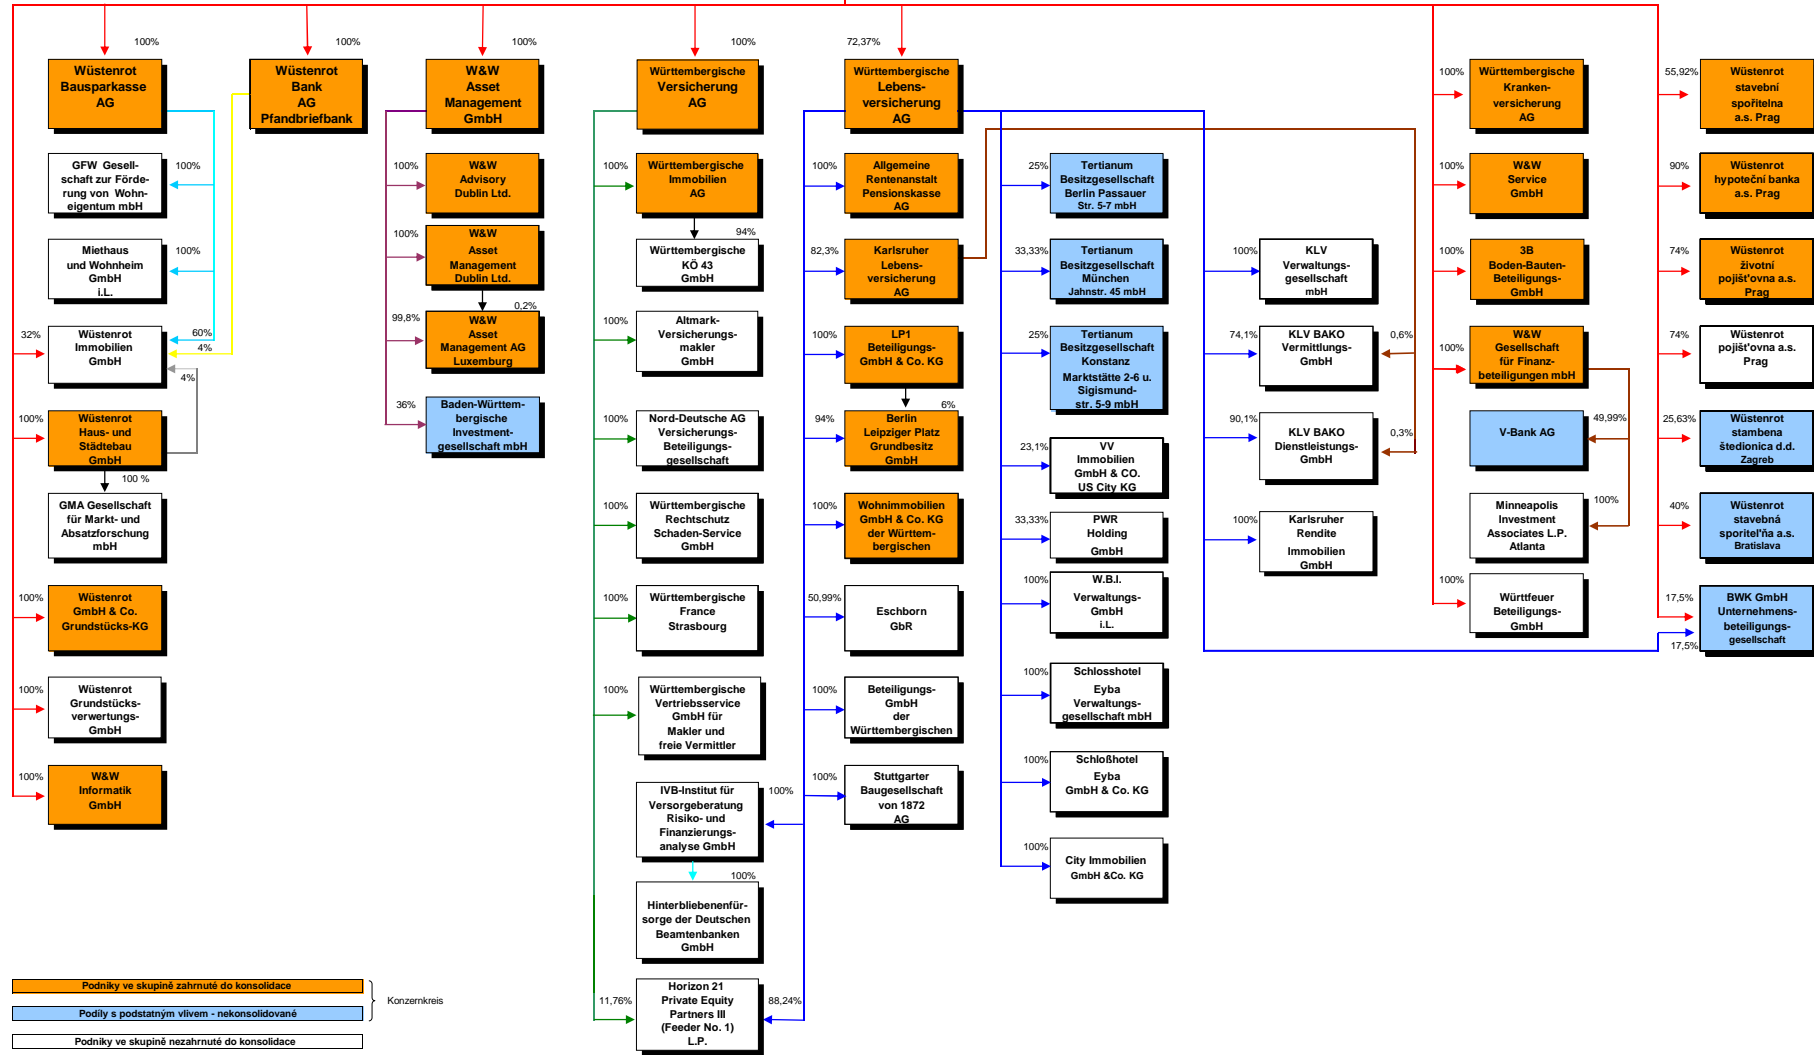 100%
100%
100%
100%
72,37%
Wüstenrot
Bausparkasse
AG
Wüstenrot
Bank
AG
Pfandbriefbank
W&W
Asset
Management
GmbH
Württembergische
Versicherung
AG
Württembergische
Lebens-
versicherung
AG
100%
Württembergische
Kranken-
versicherung
AG
55,92%
Wüstenrot
stavební
spořitelna
a.s. Prag
GFW Gesell-
schaft zur Förde-
rung von Wohn-
eigentum mbH
100%
100%
W&W
Advisory
Dublin Ltd.
100%
Württembergische
Immobilien
AG
100%
Allgemeine
Rentenanstalt
Pensionskasse
AG
25%
Tertianum
Besitzgesellschaft
Berlin Passauer
Str. 5-7 mbH
100%
W&W
Service
GmbH
90%
Wüstenrot
hypoteční banka
a.s. Prag
Miethaus
und Wohnheim
GmbH
i.L.
100%
100%
W&W
Asset
Management
Dublin Ltd.
94%
Württembergische
KÖ 43
GmbH
82,3%
Karlsruher
Lebens-
versicherung
AG
33,33%
Tertianum
Besitzgesellschaft
München
Jahnstr. 45 mbH
100%
KLV
Verwaltungs-
gesellschaft
mbH
100%
3B
Boden-Bauten-
Beteiligungs-
GmbH
74%
Wüstenrot
životní
pojišt'ovna a.s.
Prag
32%
Wüstenrot
Immobilien
GmbH
60%
4%
4%
0,2%
99,8%
W&W
Asset
Management AG
Luxemburg
100%
Altmark-
Versicherungs-
makler
GmbH
100%
LP1
Beteiligungs-
GmbH & Co. KG
25%
Tertianum
Besitzgesellschaft
Konstanz
Marktstätte 2-6 u.
Sigismund-
str. 5-9 mbH
74,1%
KLV BAKO
Vermittlungs-
GmbH
0,6%
100%
W&W
Gesellschaft
für Finanz-
beteiligungen mbH
74%
Wüstenrot
pojišt'ovna a.s.
Prag
100%
Wüstenrot
Haus- und
Städtebau
GmbH
36%
Baden-Württem-
bergische
Investment-
gesellschaft mbH
100%
Nord-Deutsche AG
Versicherungs-
Beteiligungs-
gesellschaft
6%
94%
Berlin
Leipziger Platz
Grundbesitz
GmbH
23,1%
VV
Immobilien
GmbH & CO.
US City KG
90,1%
KLV BAKO
Dienstleistungs-
GmbH
0,3%
V-Bank AG
49,99%
25,63%
Wüstenrot
stambena
štedionica d.d.
Zagreb
100 %
GMA Gesellschaft
für Markt- und
Absatzforschung
mbH
100%
Württembergische
Rechtschutz
Schaden-Service
GmbH
100%
Wohnimmobilien
GmbH & Co. KG
der Württem-
bergischen
33,33%
PWR
Holding
GmbH
100%
Karlsruher
Rendite
Immobilien
GmbH
Minneapolis
Investment
Associates L.P.
Atlanta
100%
40%
Wüstenrot
stavebná
sporitel'ňa a.s.
Bratislava
100%
Wüstenrot
GmbH & Co.
Grundstücks-KG
100%
Württembergische
France
Strasbourg
50,99%
Eschborn
GbR
100%
W.B.I.
Verwaltungs-
GmbH
i.L.
100%
Württfeuer
Beteiligungs-
GmbH
17,5%
BWK GmbH
Unternehmens-
beteiligungs-
gesellschaft
17,5%
100%
Wüstenrot
Grundstücks-
verwertungs-
GmbH
100%
Württembergische
Vertriebsservice
GmbH für
Makler und
freie Vermittler
100%
Beteiligungs-
GmbH
der
Württembergischen
100%
Schlosshotel
Eyba
Verwaltungs-
gesellschaft mbH
100%
W&W
Informatik
GmbH
IVB-Institut für
Versorgeberatung
Risiko- und
Finanzierungs-
analyse GmbH
100%
100%
Stuttgarter
Baugesellschaft
von 1872
AG
100%
Schloßhotel
Eyba
GmbH & Co. KG
100%
Hinterbliebenenfür-
sorge der Deutschen
Beamtenbanken
GmbH
100%
City Immobilien
GmbH &Co. KG
11,76%
Horizon 21
Private Equity
Partners III
(Feeder No. 1)
L.P.
88,24%
Podniky ve skupině zahrnuté do konsolidace
Podíly s podstatným vlivem - nekonsolidované
Konzernkreis
Podniky ve skupině nezahrnuté do konsolidace